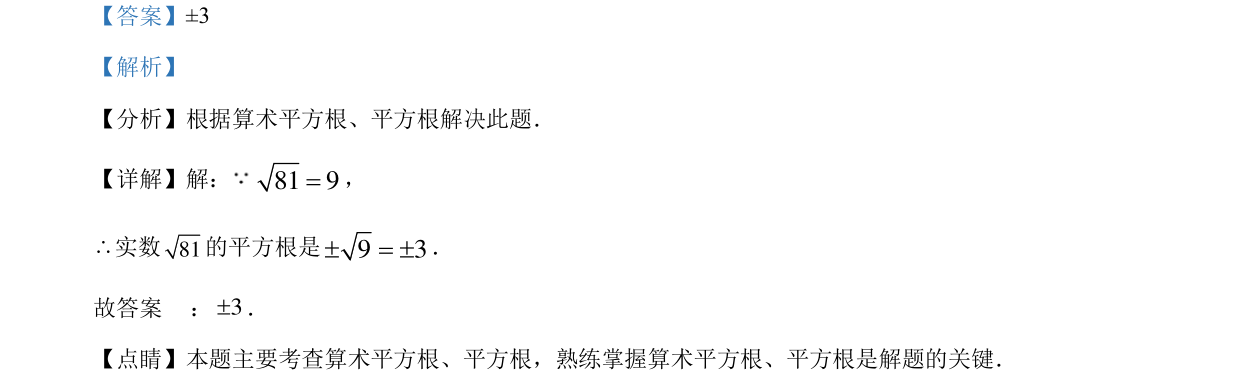 【答案】±3
【解析】
【分析】根据算术平方根、平方根解决此题．
【详解】解：∵ √81 = 9，
∴实数√81的平方根是±√9 = ±3．
故答案　：±3．
【点睛】本题主要考查算术平方根、平方根，熟练掌握算术平方根、平方根是解题的关键．